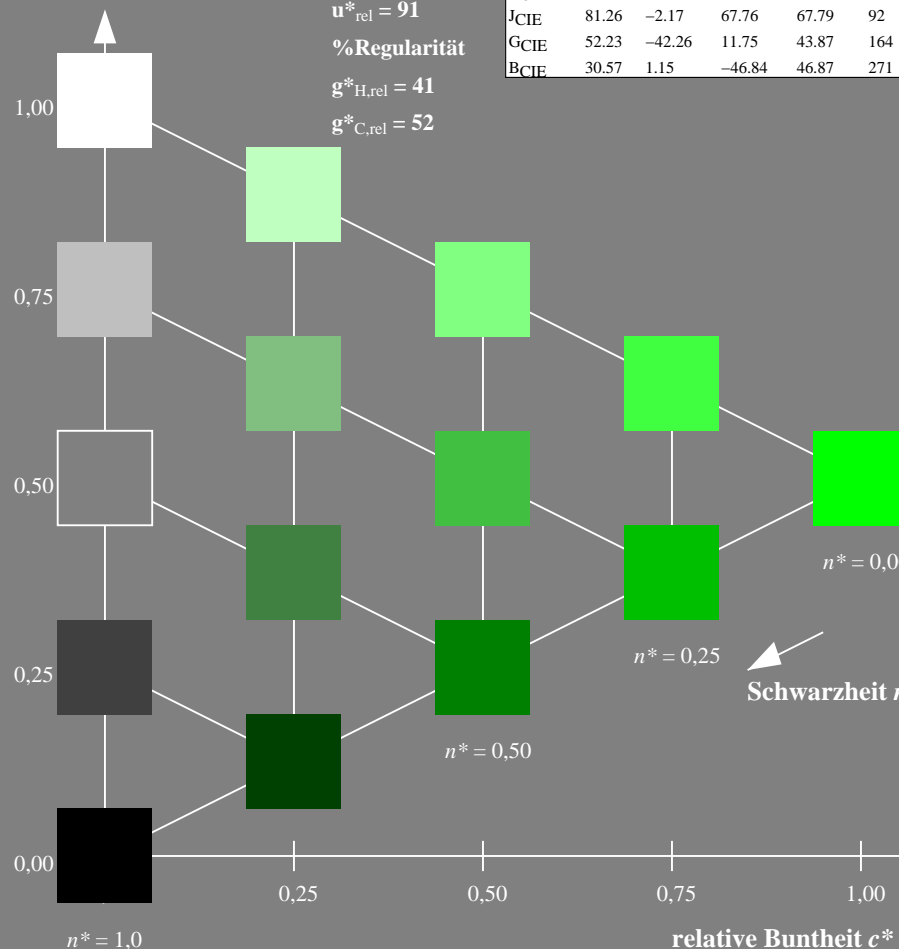 u*rel = 91
%Regularität
g*H,rel = 41
g*C,rel = 52
JCIE 81.26 −2.17 67.76 67.79 92
GCIE 52.23 −42.26 11.75 43.87 164
BCIE 30.57 1.15 −46.84 46.87 271
1,00
0,75
0,50
0,25
0,00
n* = 0,0
n* = 0,25
Schwarzheit n
n* = 0,50
0,25 0,50 0,75 1,00
n* = 1,0
relative Buntheit c*